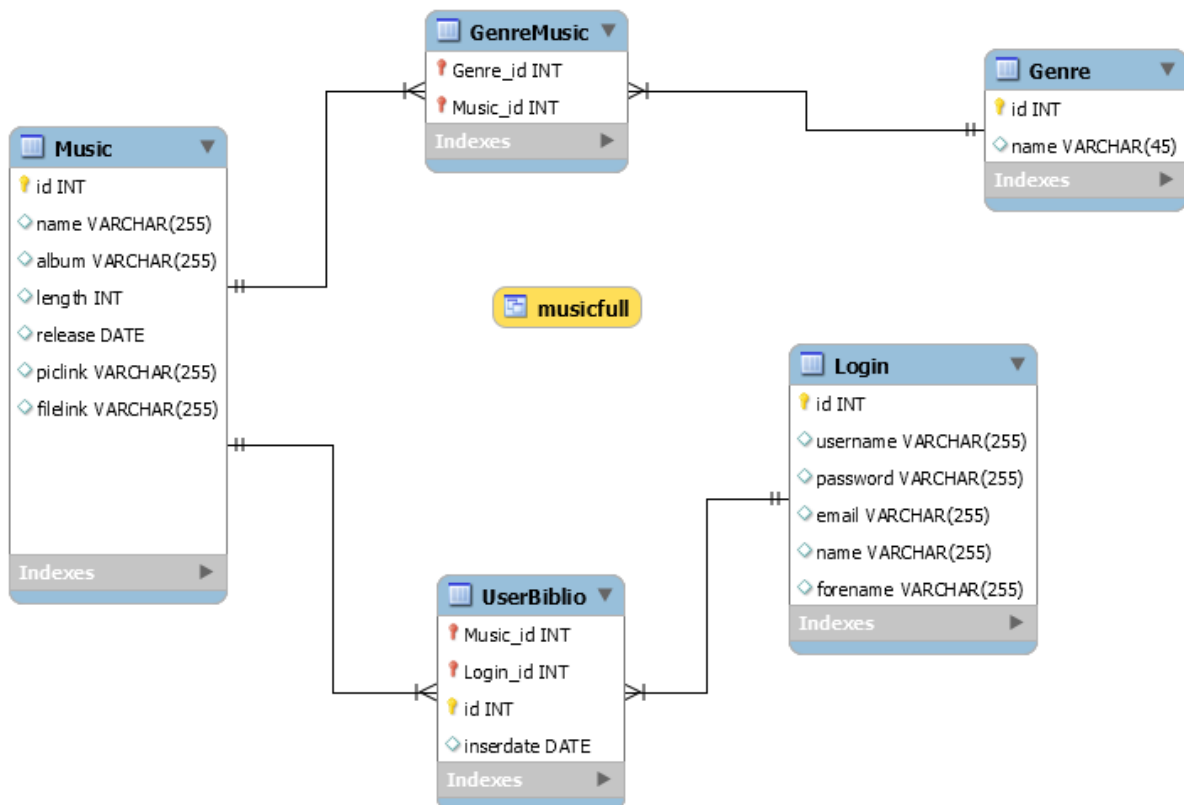 GenreMusic
Genre_id INT
Music_id INT
Indexes
Genre
id INT
name VARCHAR(45)
Indexes
Music
id INT
name VARCHAR(255)
album VARCHAR(255)
length INT
release DATE
piclink VARCHAR(255)
filelink VARCHAR(255)
Indexes
musicfull
Login
id INT
username VARCHAR(255)
password VARCHAR(255)
email VARCHAR(255)
name VARCHAR(255)
forename VARCHAR(255)
Indexes
UserBiblio
Music_id INT
Login_id INT
id INT
inserdate DATE
Indexes